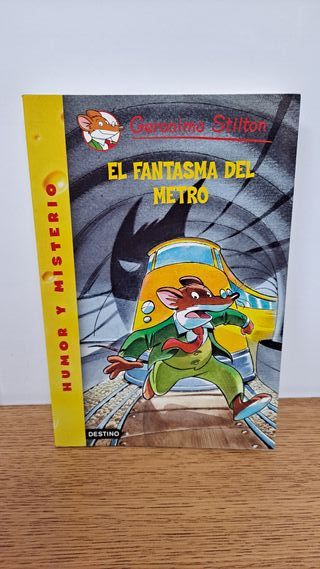 Geronimo Stilton
EL FANTASMA DEL
METRO
HUMOR Y MISTERIO
DESTINO